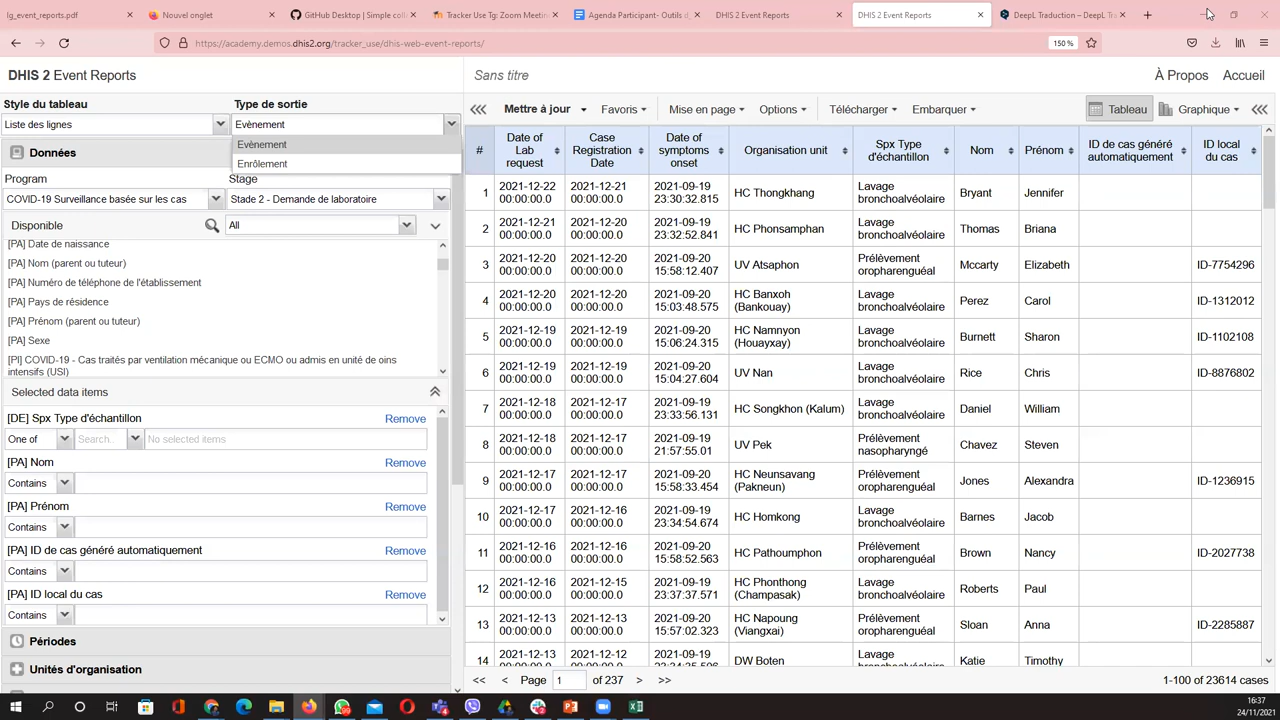 lg_event_reports.pdf
Nouvel onglet
GitHub Desktop | Simple col
Tracker Use Tg: Zoom Meetin
Agenda Participant- Outils d
DHIS 2 Event Reports
DHIS 2 Event Reports
DeepL Traduction – DeepL Tra
https://academy.demos.dhis2.org/tracker_use/dhis-web-event-reports/
150 %
DHIS 2 Event Reports
Sans titre
À Propos
Accueil
Style du tableau
Type de sortie
Liste des lignes
Evènement
Evènement
Enrôlement
Données
Program
Stage
COVID-19 Surveillance basée sur les cas
Stade 2 - Demande de laboratoire
Disponible
All
[PA] Date de naissance
[PA] Nom (parent ou tuteur)
[PA] Numéro de téléphone de l'établissement
[PA] Pays de résidence
[PA] Prénom (parent ou tuteur)
[PA] Sexe
[PI] COVID-19 - Cas traités par ventilation mécanique ou ECMO ou admis en unité de oins
intensifs (USI)
Selected data items
[DE] Spx Type d'échantillon
Remove
One of
Search..
No selected items
[PA] Nom
Remove
Contains
[PA] Prénom
Remove
Contains
[PA] ID de cas généré automatiquement
Remove
Contains
[PA] ID local du cas
Remove
Contains
Périodes
Unités d'organisation
Mettre à jour
Favoris
Mise en page
Options
Télécharger
Embarquer
Tableau
Graphique
#
Date of
Lab
request
Case
Registration
Date
Date of
symptoms
onset
Organisation unit
Spx Type
d'échantillon
Nom
Prénom
ID de cas généré
automatiquement
ID local
du cas
1 2021-12-22 2021-12-21 2021-09-19 HC Thongkhang Lavage Bryant Jennifer
00:00:00.0 00:00:00.0 23:30:32.815 bronchoalvéolaire
2 2021-12-21 2021-12-20 2021-09-19 HC Phonsamphan Lavage Thomas Briana
00:00:00.0 00:00:00.0 23:32:52.841 bronchoalvéolaire
3 2021-12-20 2021-12-20 2021-09-20 UV Atsaphon Prélèvement Mccarty Elizabeth ID-7754296
00:00:00.0 00:00:00.0 15:58:12.407 oropharenguéal
4 2021-12-20 2021-12-20 2021-09-20 HC Banxoh Lavage Perez Carol ID-1312012
00:00:00.0 00:00:00.0 15:03:48.575 (Bankouay) bronchoalvéolaire
5 2021-12-19 2021-12-19 2021-09-20 HC Namnyon Lavage Burnett Sharon ID-1102108
00:00:00.0 00:00:00.0 15:06:24.315 (Houayxay) bronchoalvéolaire
6 2021-12-19 2021-12-19 2021-09-20 UV Nan Lavage Rice Chris ID-8876802
00:00:00.0 00:00:00.0 15:04:27.604 bronchoalvéolaire
7 2021-12-18 2021-12-18 2021-09-19 HC Songkhon (Kalum) Lavage Daniel William
00:00:00.0 00:00:00.0 23:33:56.131 bronchoalvéolaire
8 2021-12-18 2021-12-17 2021-09-19 UV Pek Prélèvement Chavez Steven
00:00:00.0 00:00:00.0 21:57:55.01 nasopharyngé
9 2021-12-17 2021-12-17 2021-09-20 HC Neunsavang Prélèvement Jones Alexandra ID-1236915
00:00:00.0 00:00:00.0 15:58:33.454 (Pakneun) oropharenguéal
10 2021-12-17 2021-12-16 2021-09-19 HC Homkong Lavage Barnes Jacob
00:00:00.0 00:00:00.0 23:34:54.674 bronchoalvéolaire
11 2021-12-16 2021-12-16 2021-09-20 HC Pathoumphon Prélèvement Brown Nancy ID-2027738
00:00:00.0 00:00:00.0 15:58:52.563 oropharenguéal
12 2021-12-16 2021-12-15 2021-09-19 HC Phonthong Lavage Roberts Paul
00:00:00.0 00:00:00.0 23:37:37.571 (Champasak) bronchoalvéolaire
13 2021-12-13 2021-12-13 2021-09-20 HC Napoung Prélèvement Sloan Anna ID-2285887
00:00:00.0 00:00:00.0 15:57:02.323 (Viangxai) oropharenguéal
14 2021-12-13 2021-12-12 2021-09-19 DW Boten Lavage Katie Timothy
00:00:00.0 00:00:00.0 23:34:35.596 bronchoalvéolaire
<< < Page 1 of 237 > >>
1-100 of 23614 cases
16:37
24/11/2021